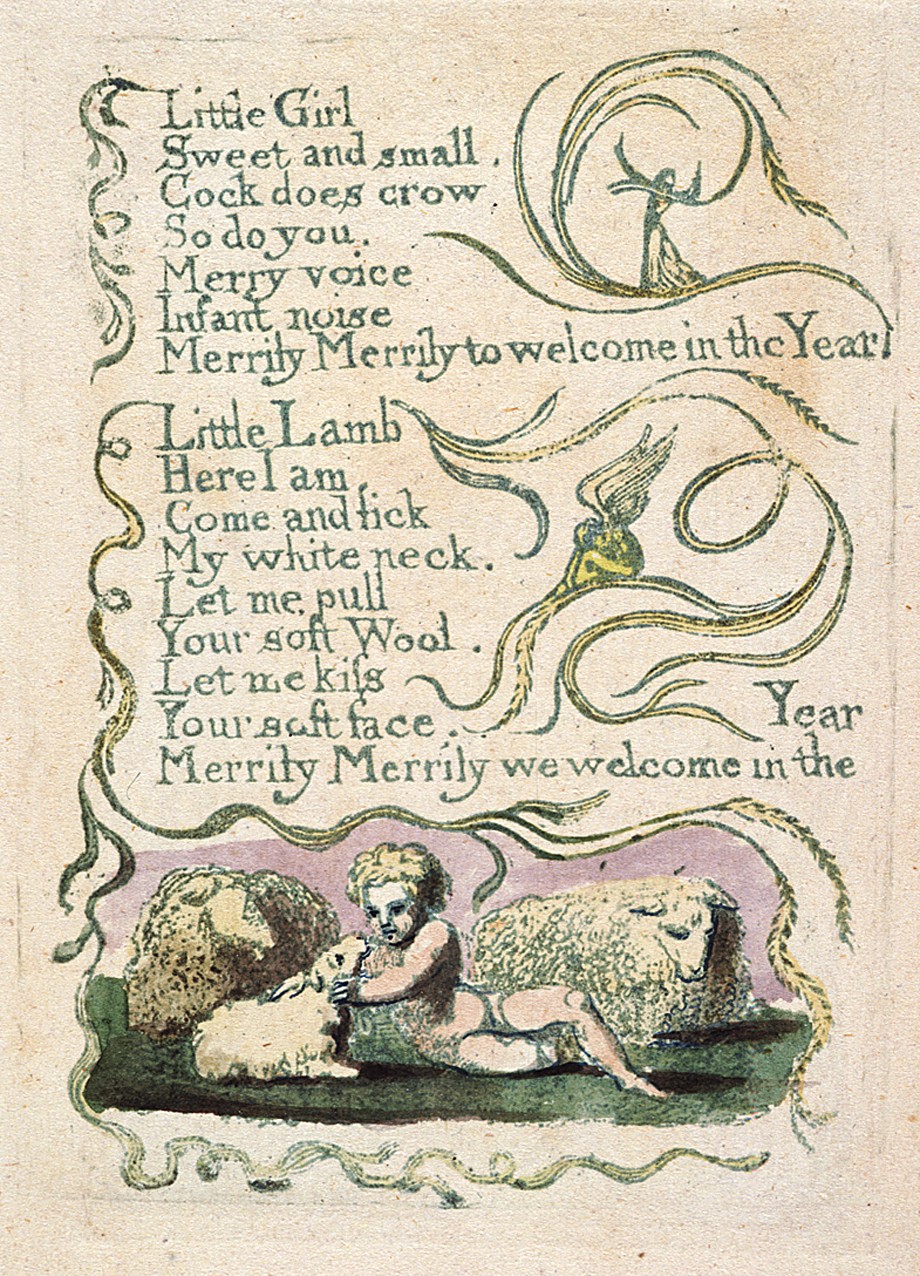 Little Girl
Sweet and small.
Cock does crow
So do you.
Merry voice
Infant noise
Merrily Merrily to welcome in the Year
Little Lamb
Here I am,
Come and lick
My white neck.
Let me pull
Your soft Wool.
Let me kiſs
Your soft face.
Merrily Merrily we welcome in the
Year